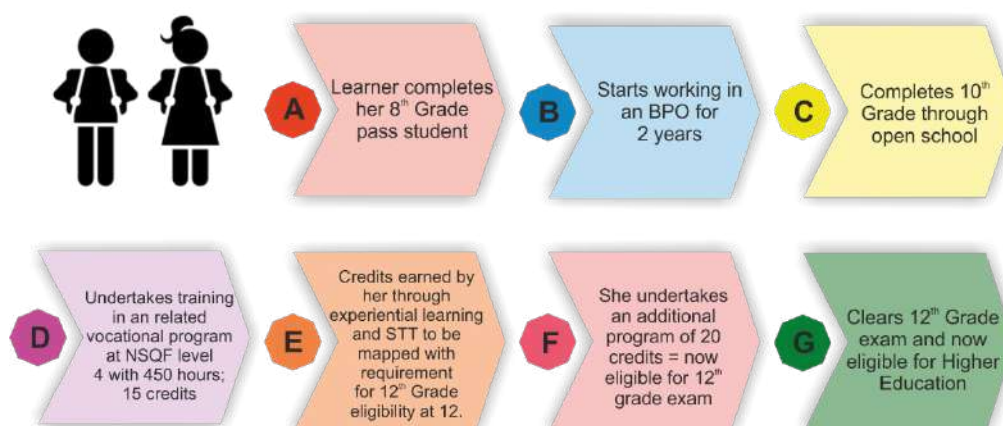 A
Learner completes
her 8th Grade
pass student
B
Starts working in
an BPO for
2 years
C
Completes 10th
Grade through
open school
D
Undertakes training
in an related
vocational program
at NSQF level
4 with 450 hours;
15 credits
E
Credits earned by
her through
experiential learning
and STT to be
mapped with
requirement
for 12th Grade
eligibility at 12.
F
She undertakes
an additional
program of 20
credits = now
eligible for 12th
grade exam
G
Clears 12th Grade
exam and now
eligible for Higher
Education